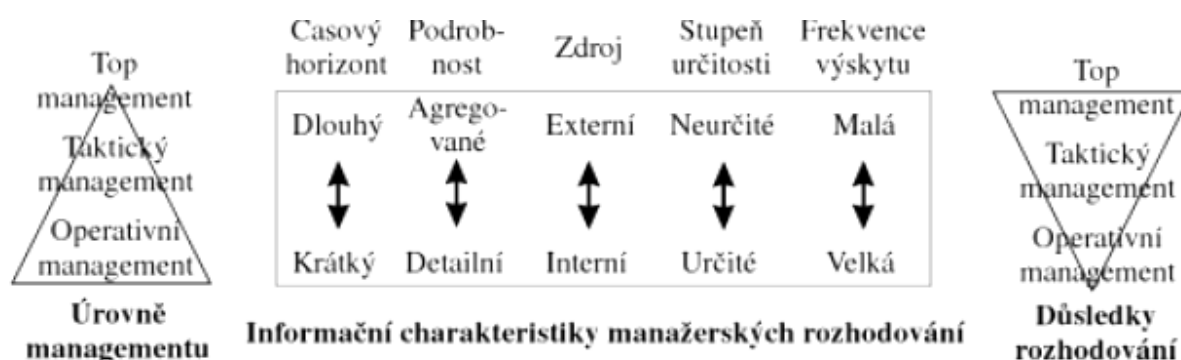 Casový
horizont
Podrob-
nost
Zdroj
Stupeň
určitosti
Frekvence
výskytu
Top
management
Taktický
management
Operativní
management
Úrovně
managementu
Dlouhý
Agrego-
vané
Externí
Neurčité
Malá
Krátký
Detailní
Interní
Určité
Velká
Informační charakteristiky manažerských rozhodování
Top
management
Taktický
management
Operativní
management
Důsledky
rozhodování